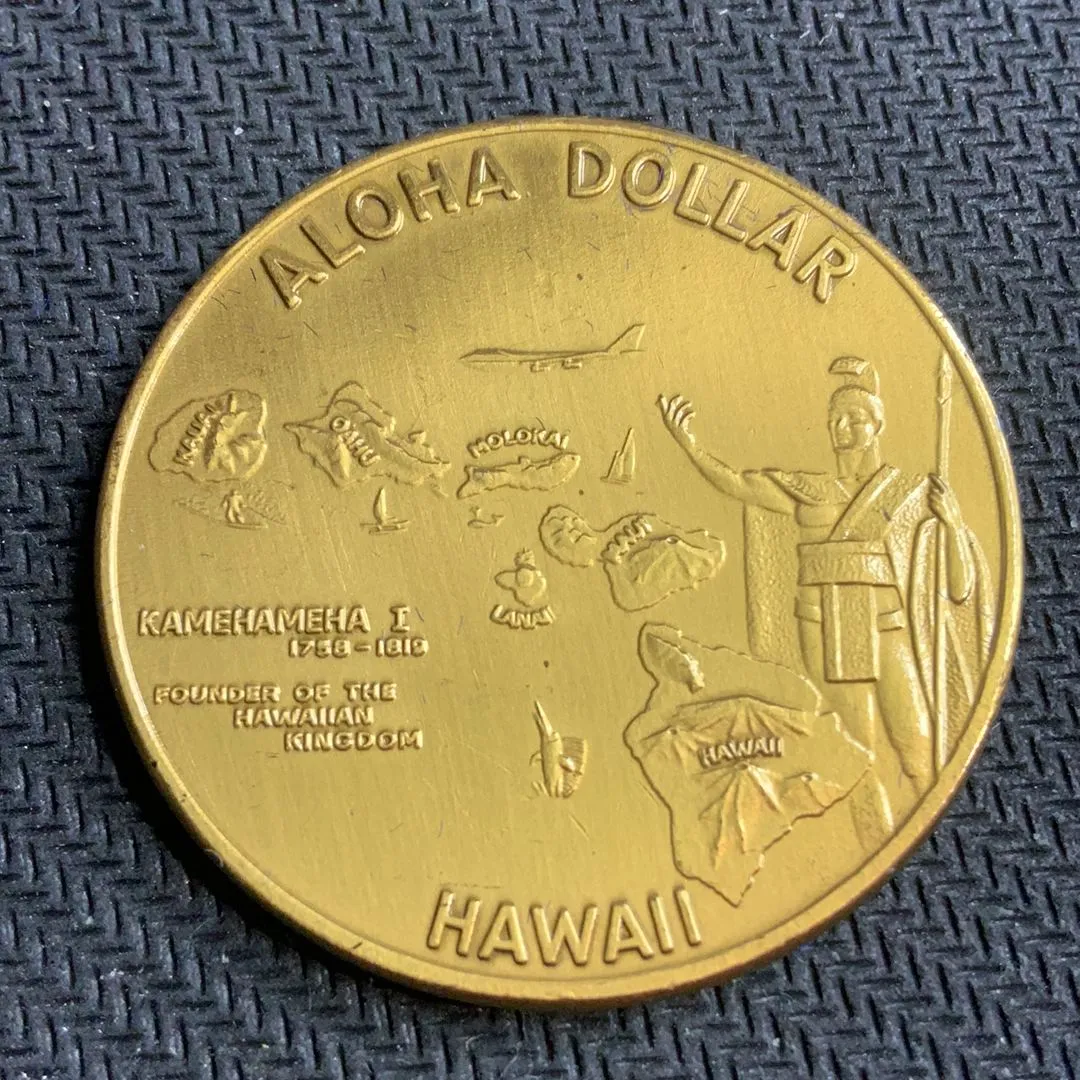 ALOHA DOLLAR
KAUAI
OAHU
MOLOKAI
MAUI
LANAI
KAMEHAMEHA I
1758-1819
FOUNDER OF THE
HAWAIIAN
KINGDOM
HAWAII
HAWAII